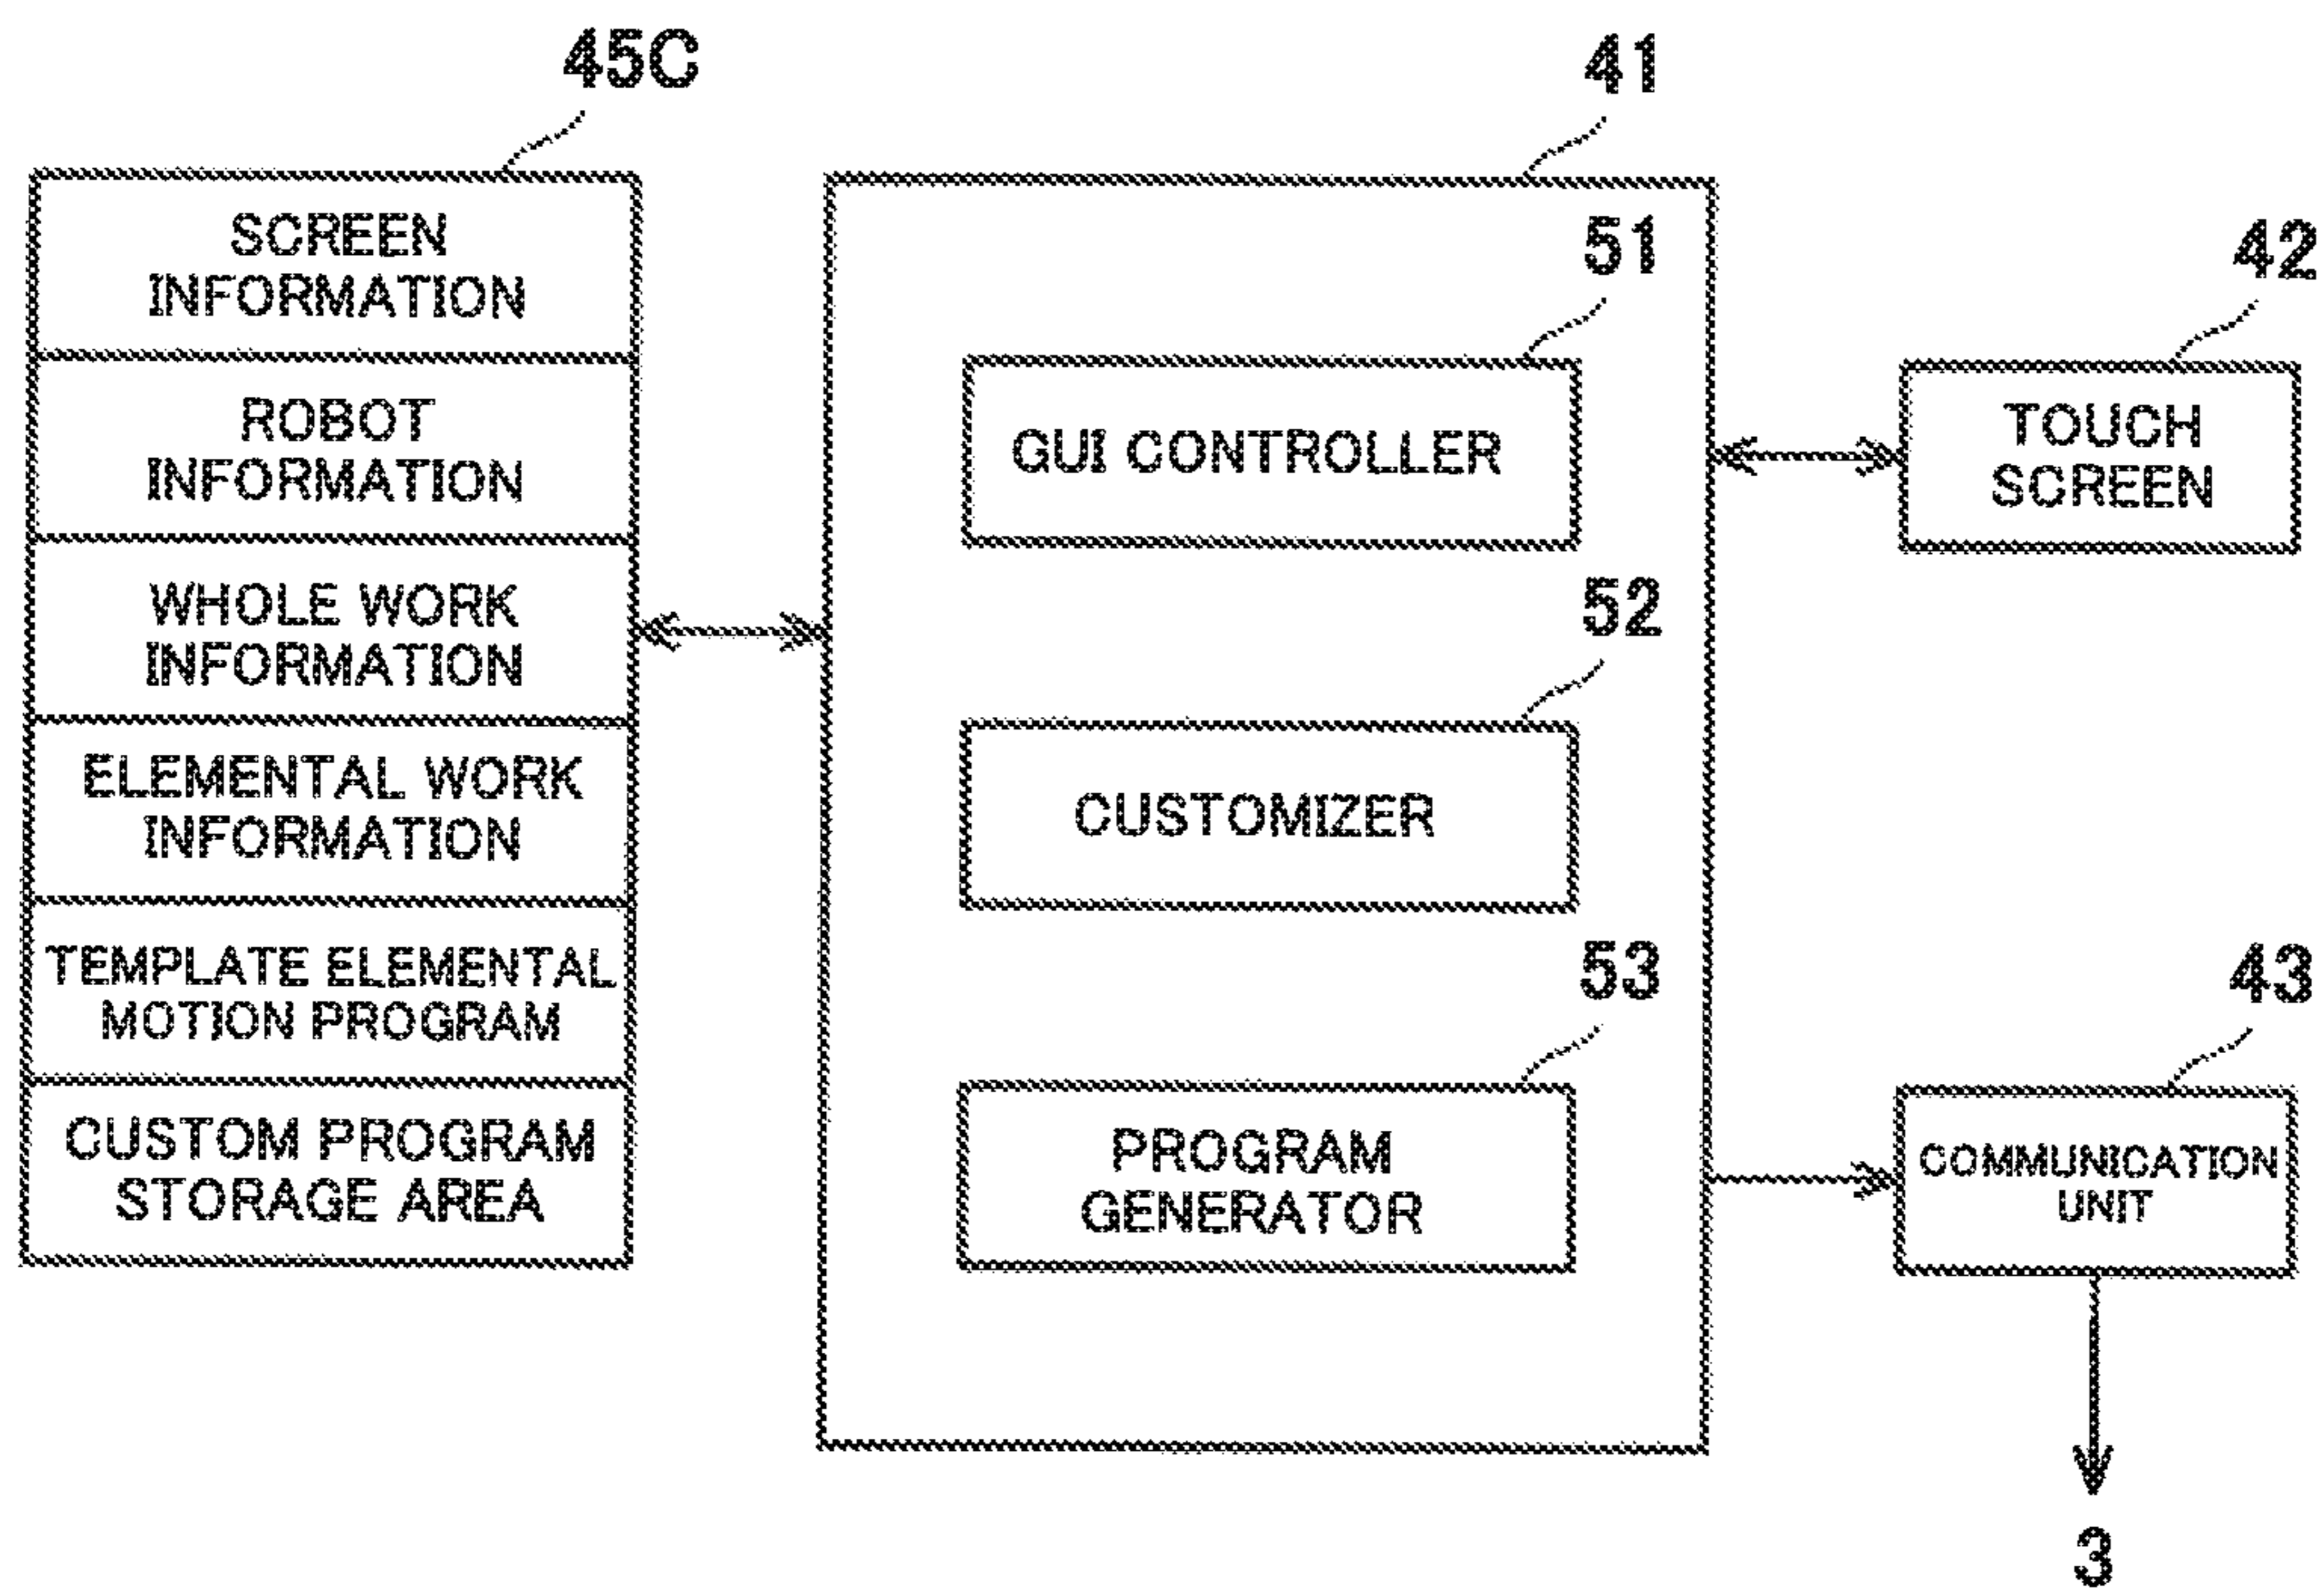 45C
SCREEN
INFORMATION
ROBOT
INFORMATION
WHOLE WORK
INFORMATION
ELEMENTAL WORK
INFORMATION
TEMPLATE ELEMENTAL
MOTION PROGRAM
CUSTOM PROGRAM
STORAGE AREA
41
51
GUI CONTROLLER
52
CUSTOMIZER
53
PROGRAM
GENERATOR
42
TOUCH
SCREEN
43
COMMUNICATION
UNIT
3